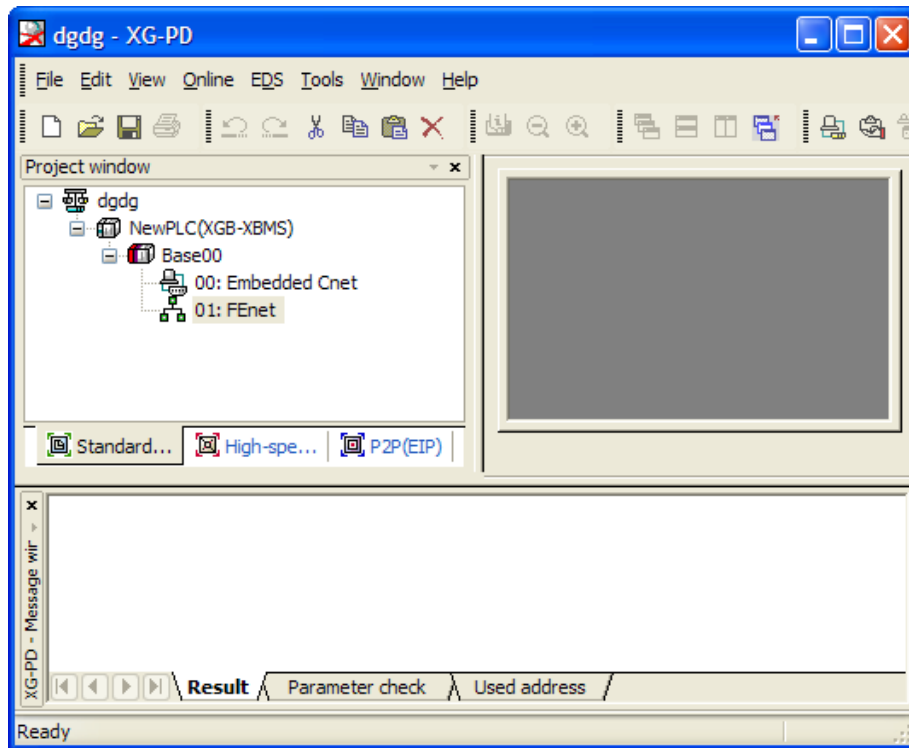 dgdg - XG-PD
File Edit View Online EDS Tools Window Help
Project window
dgdg
NewPLC(XGB-XBMS)
Base00
00: Embedded Cnet
01: FEnet
Standard... High-spe... P2P(EIP)
XG-PD - Message wir
Result Parameter check Used address
Ready